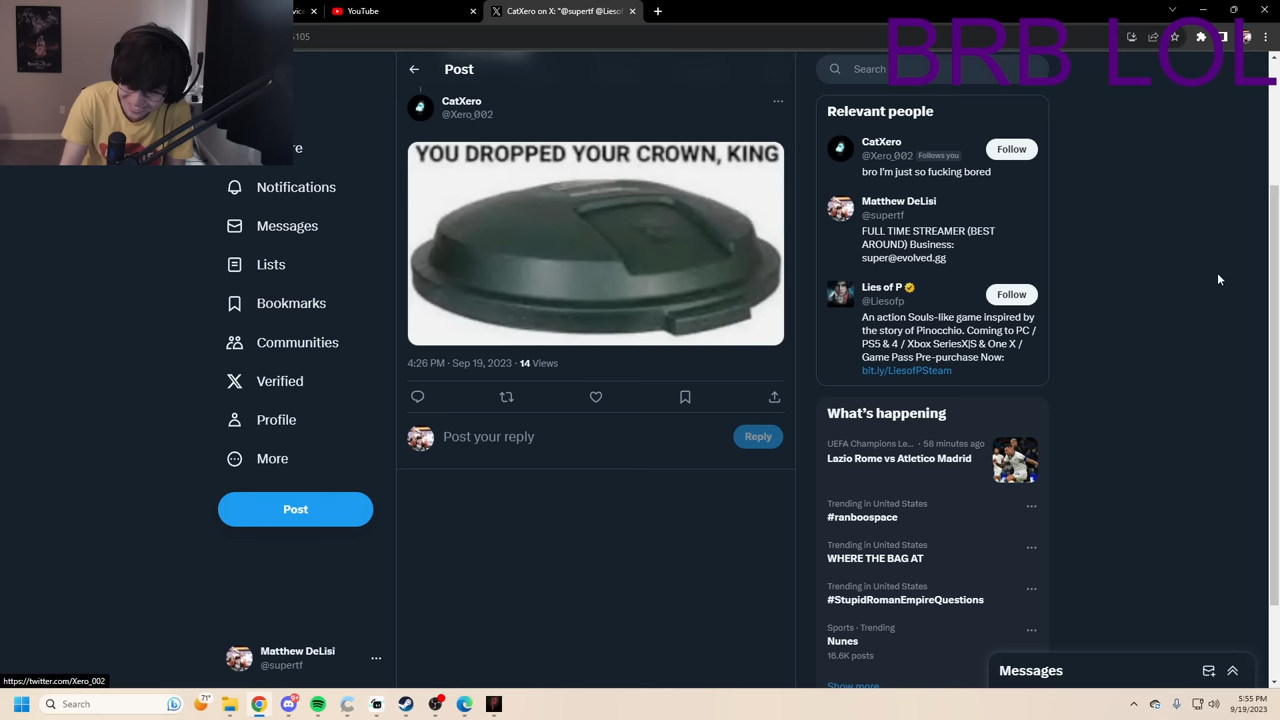 YouTube
CatXero on X: "@supertf @Liesof
5105
BRB LOL
Post
Search
CatXero
@Xero_002
YOU DROPPED YOUR CROWN, KING
4:26 PM · Sep 19, 2023 · 14 Views
Post your reply
Reply
Notifications
Messages
Lists
Bookmarks
Communities
Verified
Profile
More
Post
Matthew DeLisi
@supertf
Relevant people
CatXero
@Xero_002 Follows you
Follow
bro I'm just so fucking bored
Matthew DeLisi
@supertf
FULL TIME STREAMER (BEST
AROUND) Business:
super@evolved.gg
Lies of P
@Liesofp
Follow
An action Souls-like game inspired by
the story of Pinocchio. Coming to PC /
PS5 & 4 / Xbox SeriesX|S & One X /
Game Pass Pre-purchase Now:
bit.ly/LiesofPSteam
What's happening
UEFA Champions Le... · 58 minutes ago
Lazio Rome vs Atletico Madrid
Trending in United States
#ranboospace
Trending in United States
WHERE THE BAG AT
Trending in United States
#StupidRomanEmpireQuestions
Sports · Trending
Nunes
16.6K posts
Show more
Messages
https://twitter.com/Xero_002
Search
71°
5:55 PM
9/19/2023